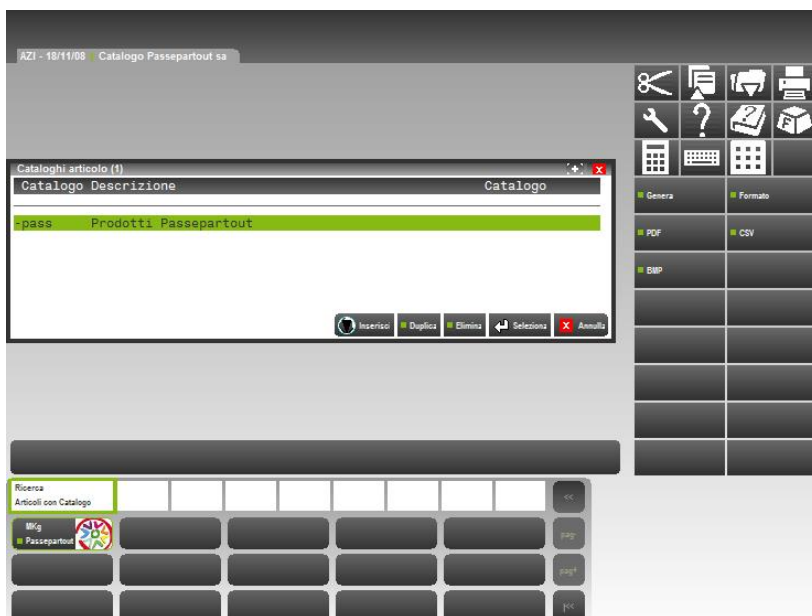 AZI - 18/11/08 Catalogo Passepartout sa
Cataloghi articolo (1)
Catalogo Descrizione Catalogo
-pass Prodotti Passepartout
Inserisci Duplica Elimina Seleziona Annulla
Genera Formato
PDF CSV
BMP
Ricerca
Articoli con Catalogo
<<
MKg
Passepartout
pag-
pag+
|<<